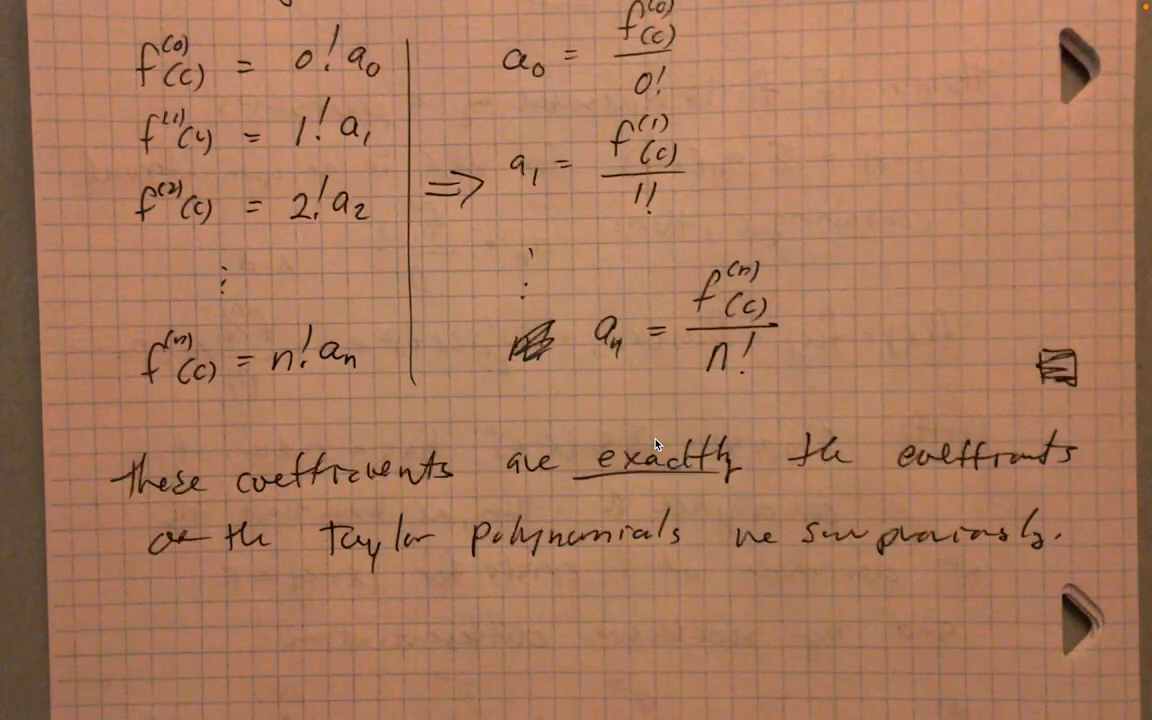 f^(0)(c) = 0! a_0
f^(1)(c) = 1! a_1
f^(2)(c) = 2! a_2
⋮
f^(n)(c) = n! a_n
⇒
a_0 = f^(0)(c) / 0!
a_1 = f^(1)(c) / 1!
⋮
a_n = f^(n)(c) / n!
These coefficients are exactly the coefficients
of the Taylor Polynomials we saw previously.